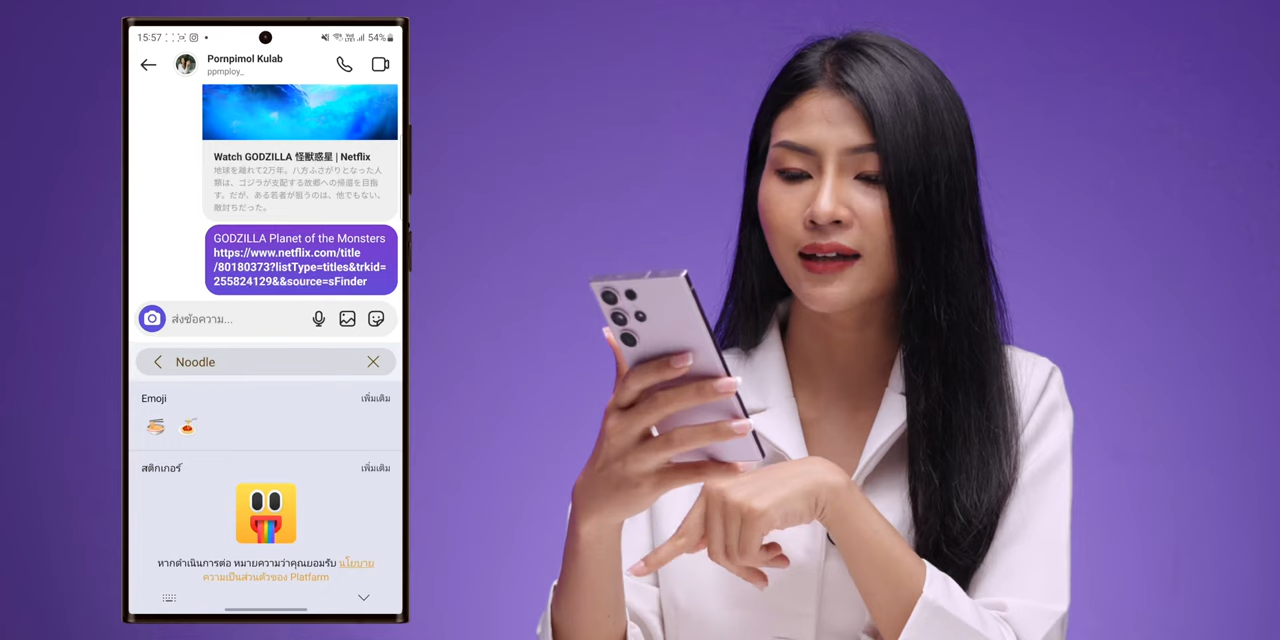 15:57
54%
Pornpimol Kulab
ppmploy_
Watch GODZILLA 怪獣惑星 | Netflix
地球を離れて2万年。八方ふさがりとなった人
類は、ゴジラが支配する故郷への帰還を目指
す。だが、ある若者が狙うのは、他でもない、
敵討ちだった。
GODZILLA Planet of the Monsters
https://www.netflix.com/title
/80180373?listType=titles&trkid=
255824129&&source=sFinder
ส่งข้อความ...
Noodle
Emoji
เพิ่มเติม
สติกเกอร์
เพิ่มเติม
หากดำเนินการต่อ หมายความว่าคุณยอมรับ นโยบาย
ความเป็นส่วนตัวของ Platfarm